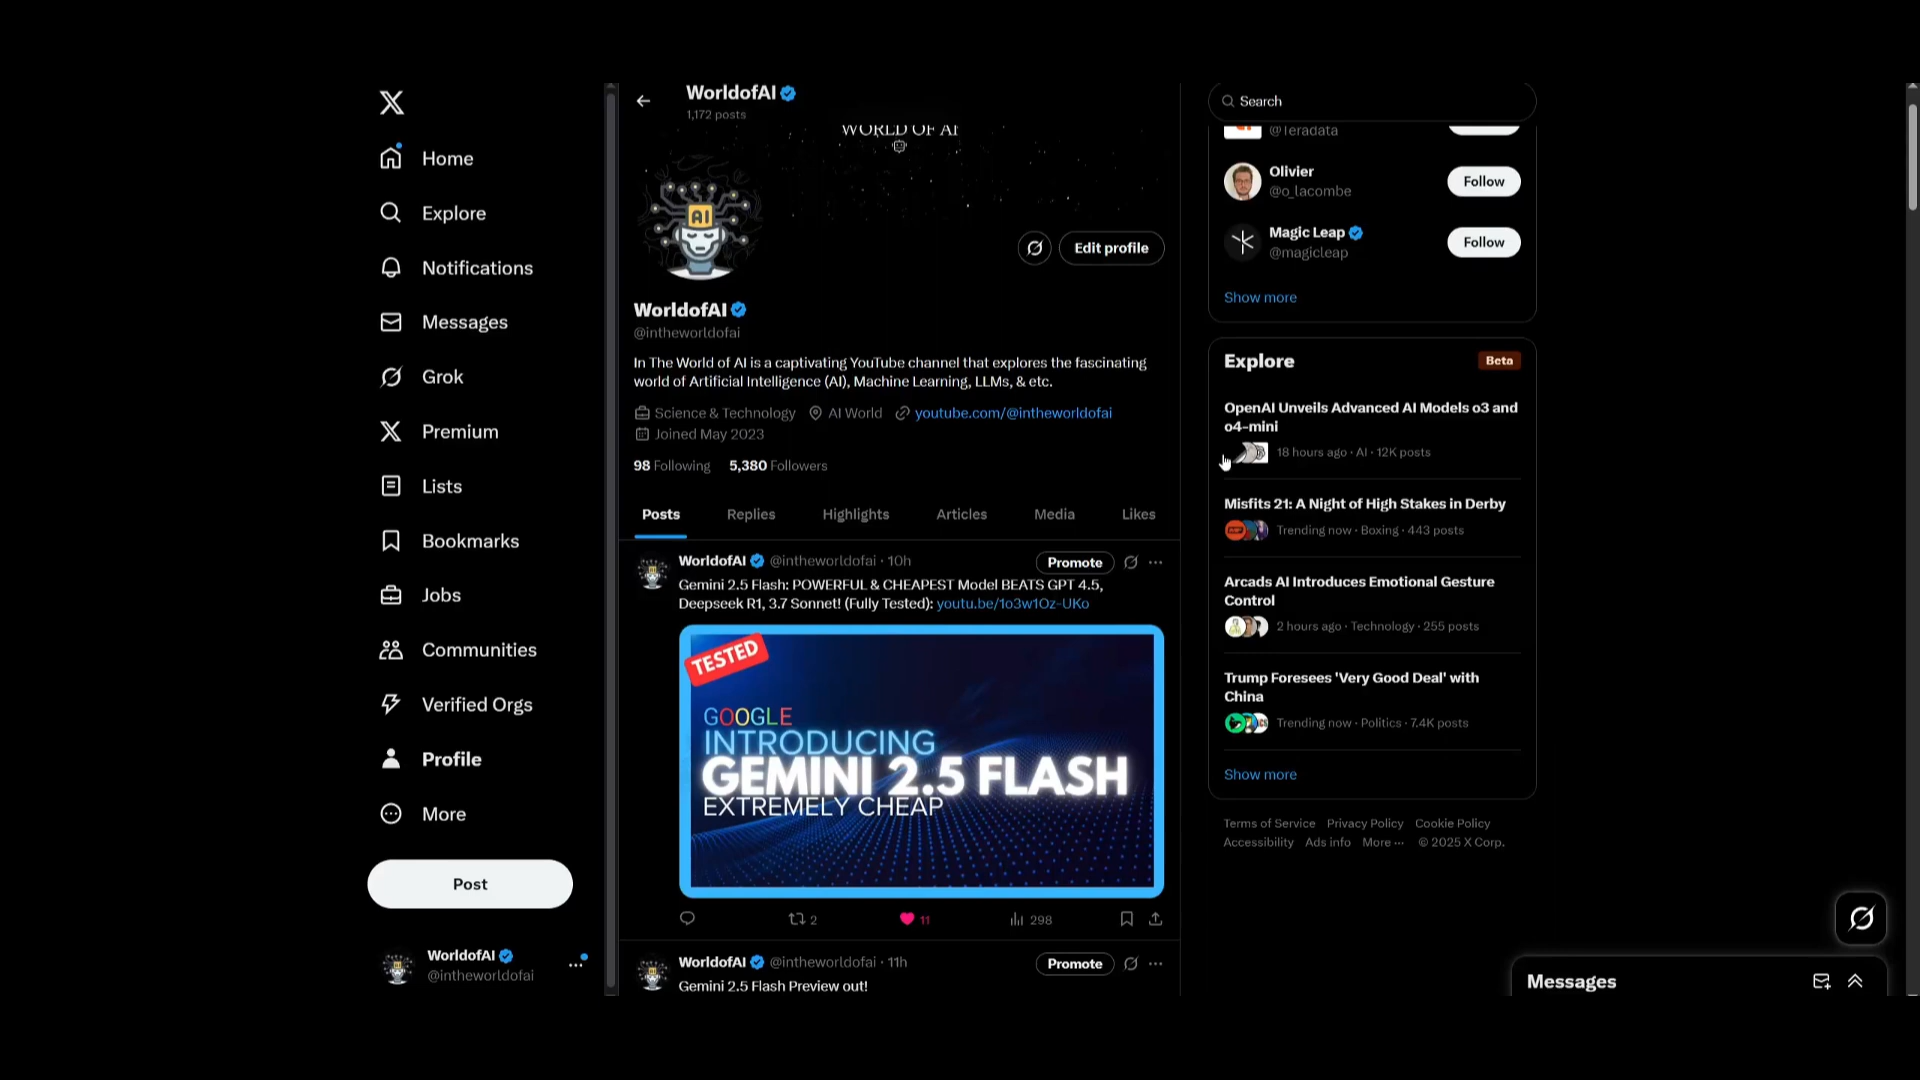 Home
Explore
Notifications
Messages
Grok
Premium
Lists
Bookmarks
Jobs
Communities
Verified Orgs
Profile
More
Post
WorldofAI
@intheworldofai
WorldofAI
1,172 posts
WORLD OF AI
AI
Edit profile
WorldofAI
@intheworldofai
In The World of AI is a captivating YouTube channel that explores the fascinating
world of Artificial Intelligence (AI), Machine Learning, LLMs, & etc.
Science & Technology AI World youtube.com/@intheworldofai
Joined May 2023
98 Following 5,380 Followers
Posts Replies Highlights Articles Media Likes
WorldofAI @intheworldofai · 10h Promote
Gemini 2.5 Flash: POWERFUL & CHEAPEST Model BEATS GPT 4.5,
Deepseek R1, 3.7 Sonnet! (Fully Tested): youtu.be/1o3w1Oz-UKo
TESTED
GOOGLE
INTRODUCING
GEMINI 2.5 FLASH
EXTREMELY CHEAP
2 11 298
WorldofAI @intheworldofai · 11h Promote
Gemini 2.5 Flash Preview out!
Search
@Teradata
Olivier
@o_lacombe
Follow
Magic Leap
@magicleap
Follow
Show more
Explore Beta
OpenAI Unveils Advanced AI Models o3 and
o4-mini
18 hours ago · AI · 12K posts
Misfits 21: A Night of High Stakes in Derby
Trending now · Boxing · 443 posts
Arcads AI Introduces Emotional Gesture
Control
2 hours ago · Technology · 255 posts
Trump Foresees 'Very Good Deal' with
China
Trending now · Politics · 7.4K posts
Show more
Terms of Service Privacy Policy Cookie Policy
Accessibility Ads info More ··· © 2025 X Corp.
Messages